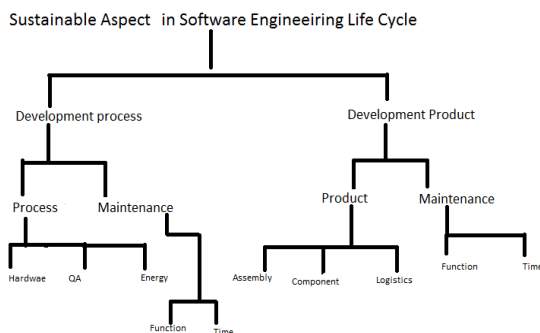 Sustainable Aspect in Software Engineeiring Life Cycle
Development process
Development Product
Process
Maintenance
Product
Maintenance
Hardwae
QA
Energy
Assembly
Component
Logistics
Function
Time
Function
Time